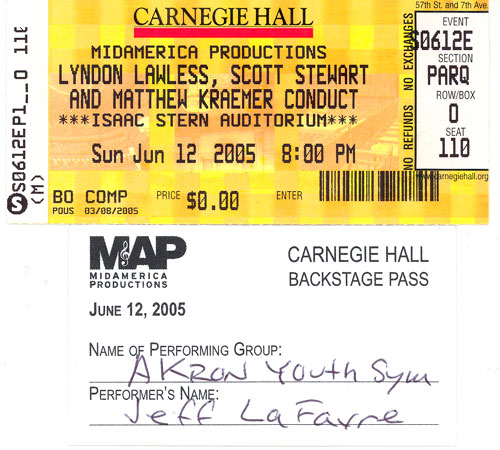 CARNEGIE HALL
MIDAMERICA PRODUCTIONS
LYNDON LAWLESS, SCOTT STEWART
AND MATTHEW KRAEMER CONDUCT
***ISAAC STERN AUDITORIUM***
Sun Jun 12 2005 8:00 PM
BO COMP PRICE $0.00 ENTER
PDUS 03/08/2005
S0612EP1__O 110
(M)
NO REFUNDS NO EXCHANGES
57th St. and 7th Ave.
EVENT
S0612E
SECTION
PARQ
ROW/BOX
O
SEAT
110
www.carnegiehall.org
MAP
MIDAMERICA
PRODUCTIONS
CARNEGIE HALL
BACKSTAGE PASS
JUNE 12, 2005
NAME OF PERFORMING GROUP:
AKRON Youth Sym
PERFORMER'S NAME:
Jeff LaFavre